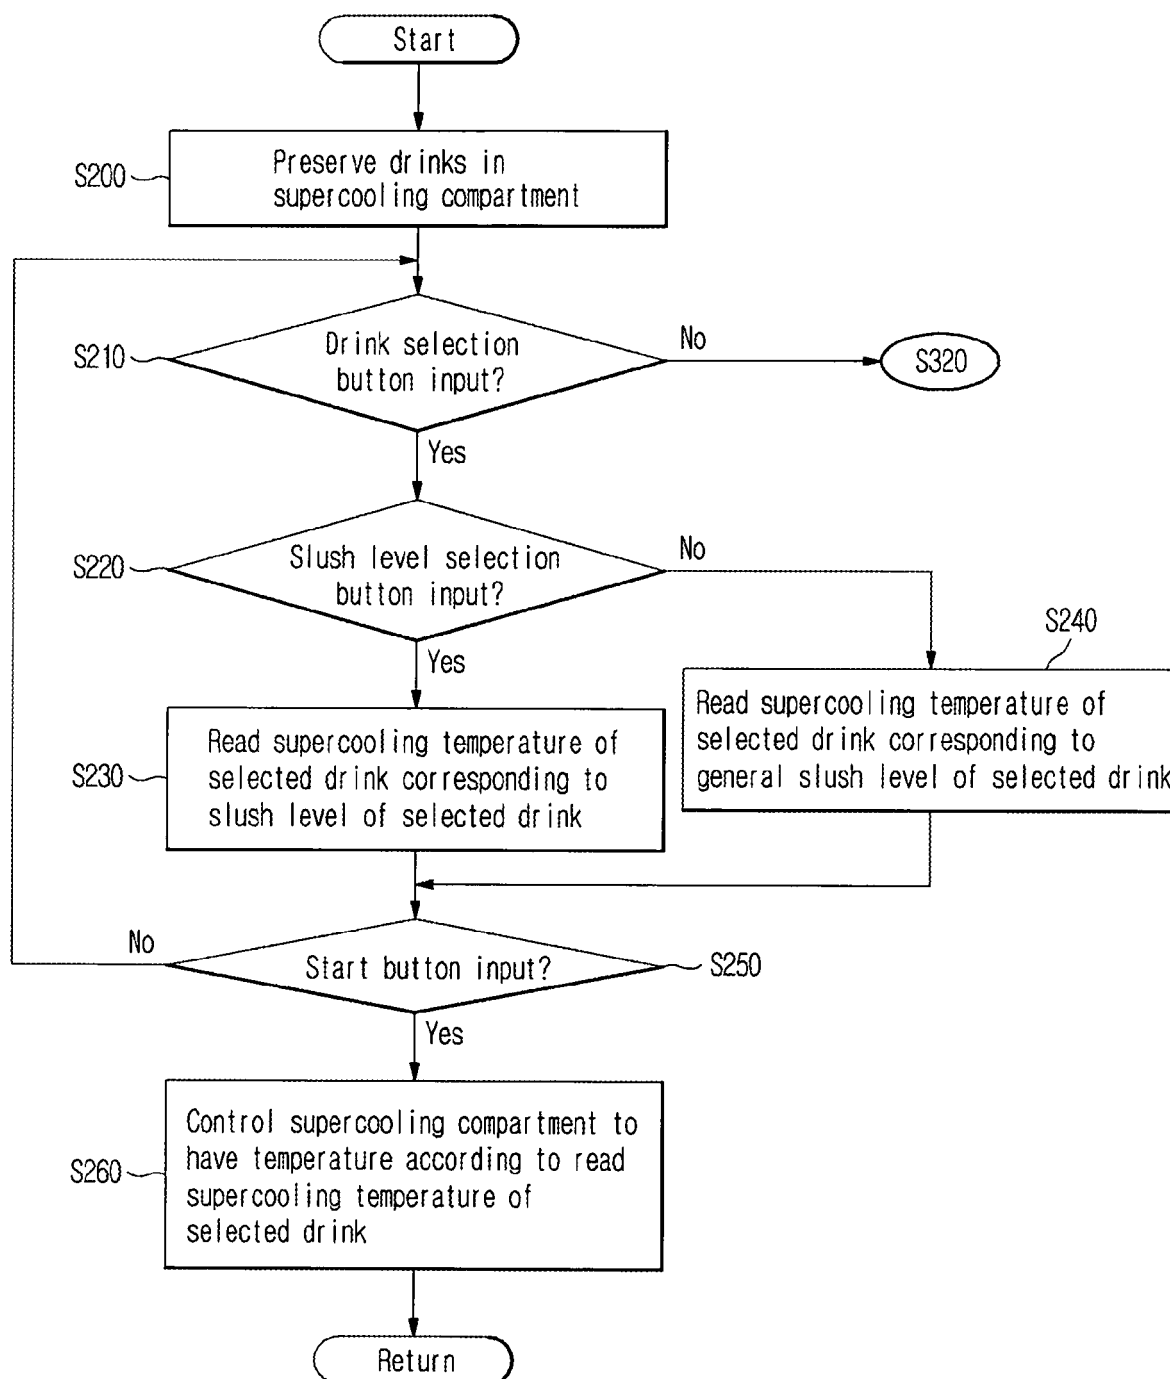 Start
S200
Preserve drinks in
supercooling compartment
S210
Drink selection
button input?
No
S320
Yes
S220
Slush level selection
button input?
No
Yes
S240
S230
Read supercooling temperature of
selected drink corresponding to
slush level of selected drink
Read supercooling temperature of
selected drink corresponding to
general slush level of selected drink
No
Start button input?
S250
Yes
S260
Control supercooling compartment to
have temperature according to read
supercooling temperature of
selected drink
Return